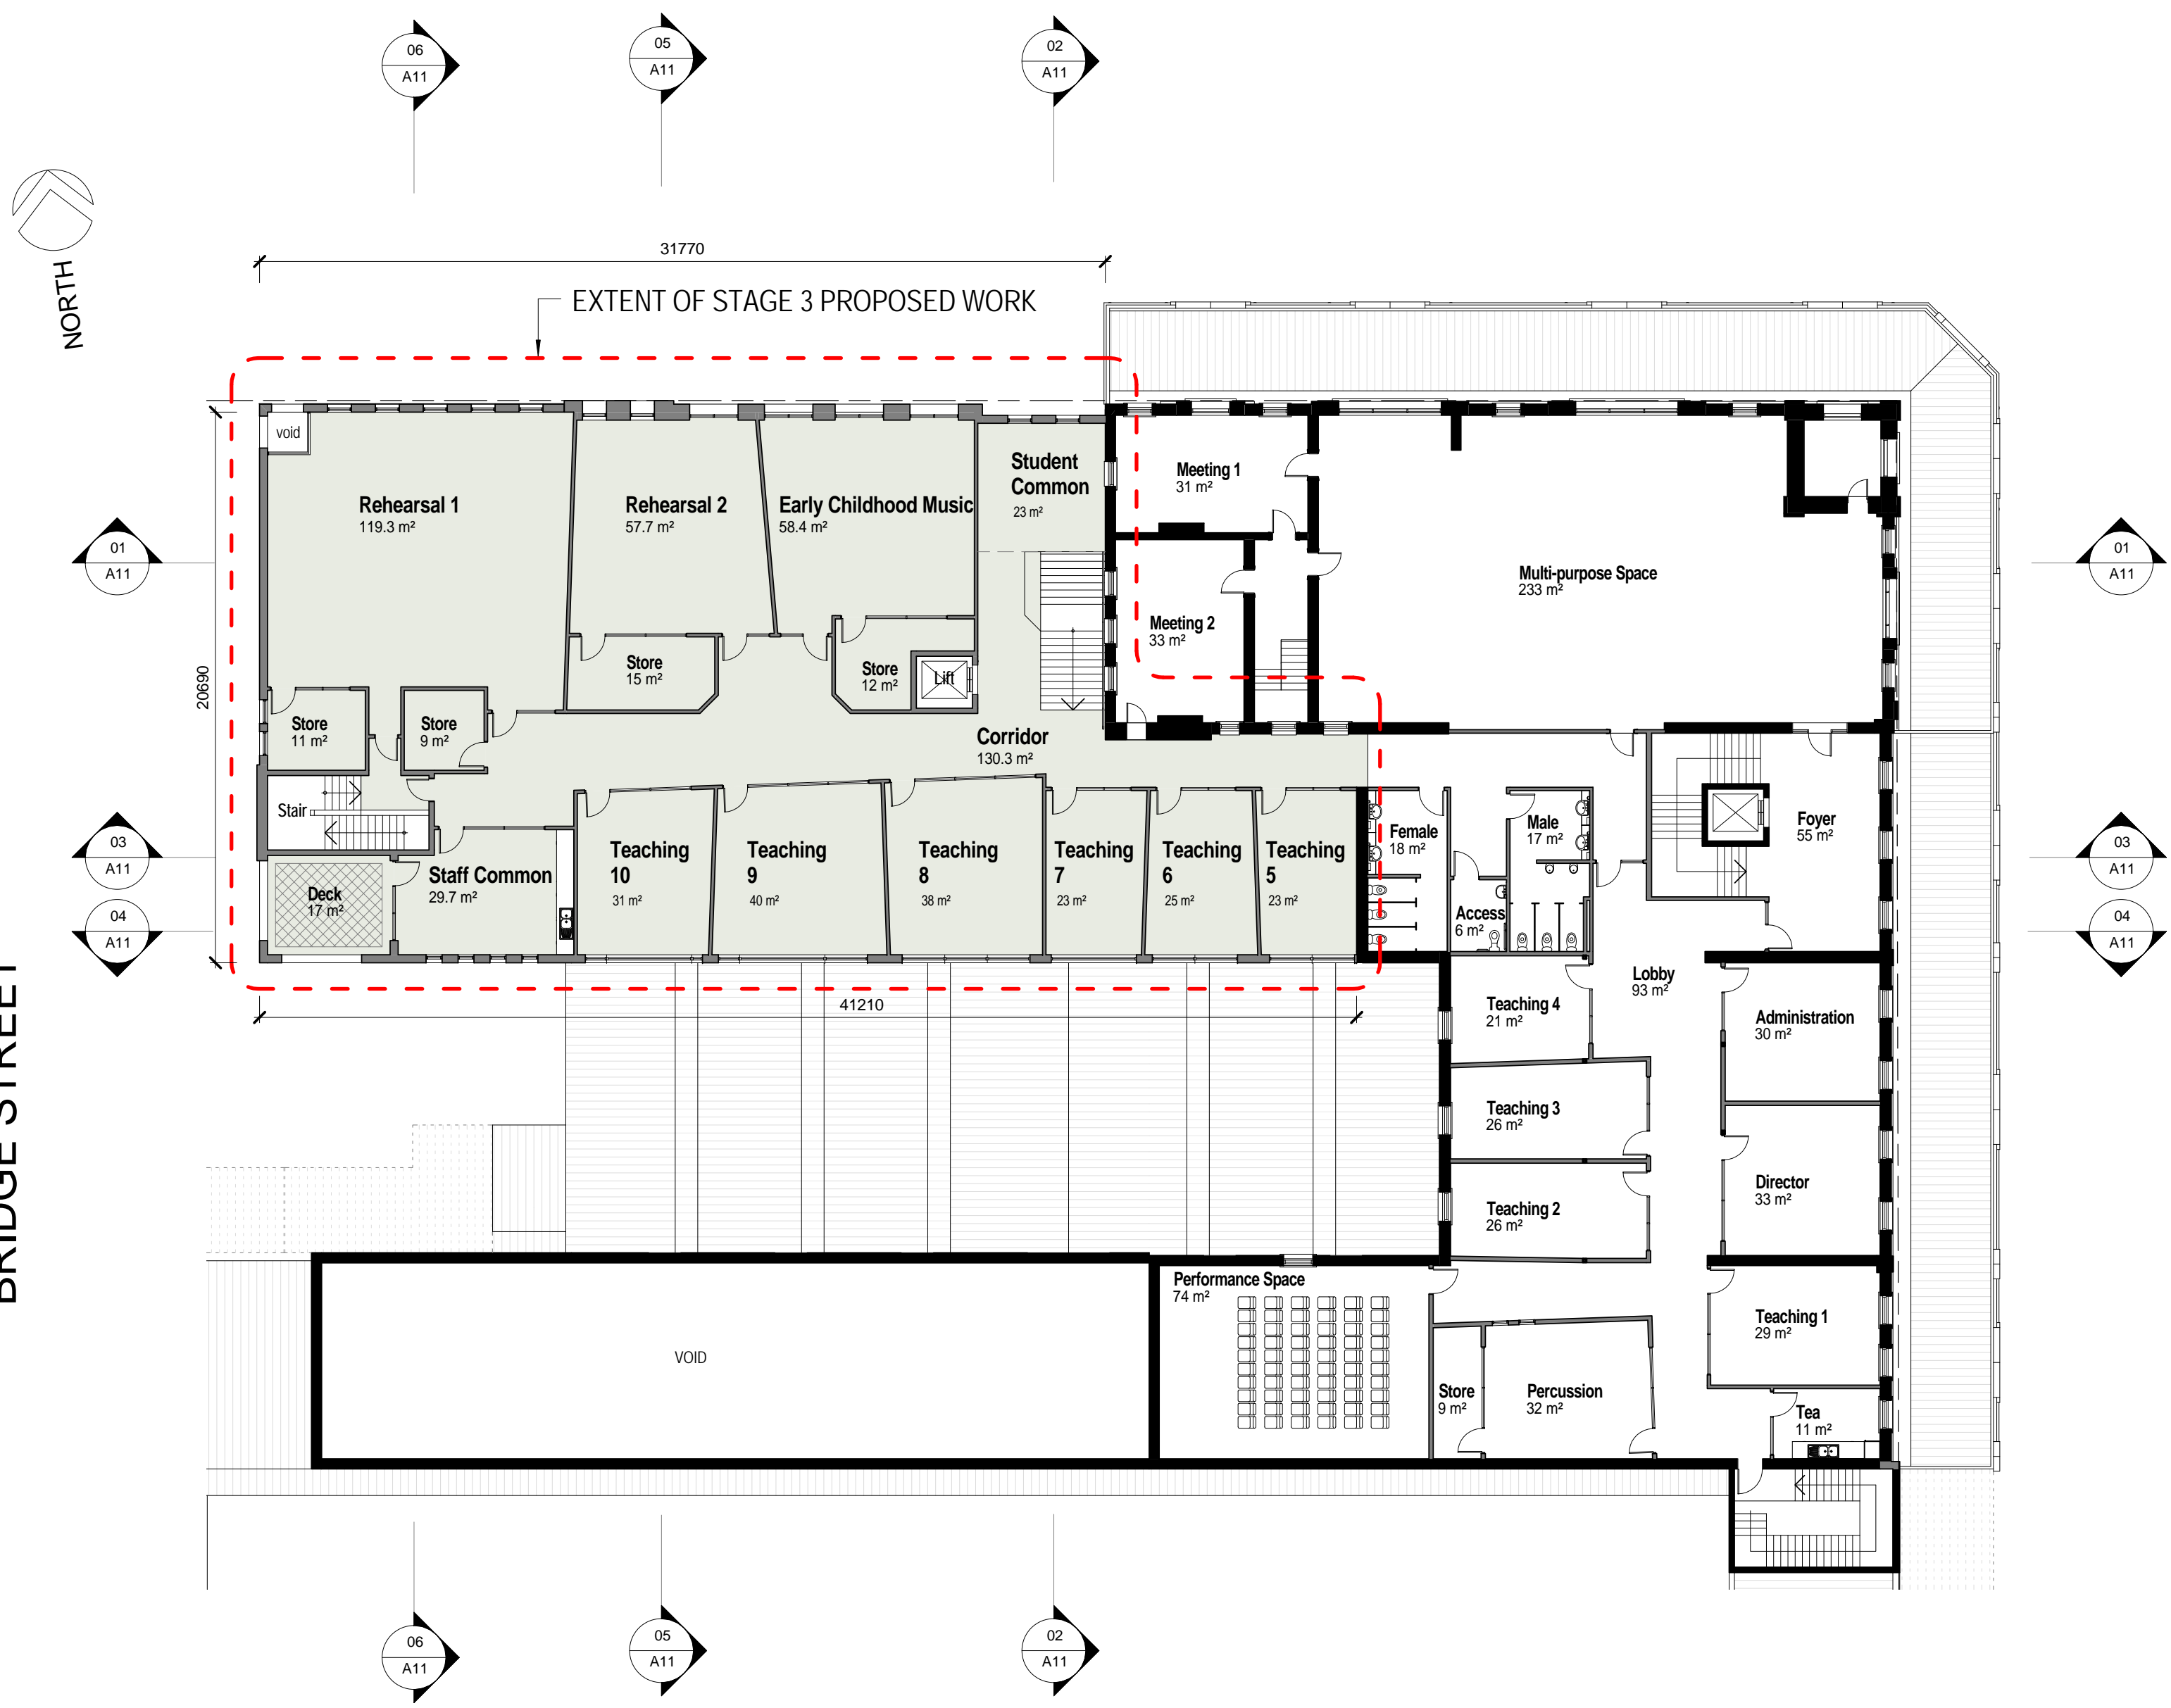 06
A11
05
A11
02
A11
NORTH
31770
EXTENT OF STAGE 3 PROPOSED WORK
void
Rehearsal 1
119.3 m²
Rehearsal 2
57.7 m²
Early Childhood Music
58.4 m²
Student
Common
23 m²
Meeting 1
31 m²
Multi-purpose Space
233 m²
01
A11
01
A11
Meeting 2
33 m²
20690
Store
15 m²
Store
12 m²
Lift
Store
11 m²
Store
9 m²
Corridor
130.3 m²
Stair
03
A11
04
A11
Deck
17 m²
Staff Common
29.7 m²
Teaching
10
31 m²
Teaching
9
40 m²
Teaching
8
38 m²
Teaching
7
23 m²
Teaching
6
25 m²
Teaching
5
23 m²
Female
18 m²
Male
17 m²
Access
6 m²
Foyer
55 m²
03
A11
04
A11
41210
Lobby
93 m²
Teaching 4
21 m²
Administration
30 m²
Teaching 3
26 m²
Director
33 m²
Teaching 2
26 m²
BRIDGE STREET
Performance Space
74 m²
Teaching 1
29 m²
VOID
Store
9 m²
Percussion
32 m²
Tea
11 m²
06
A11
05
A11
02
A11